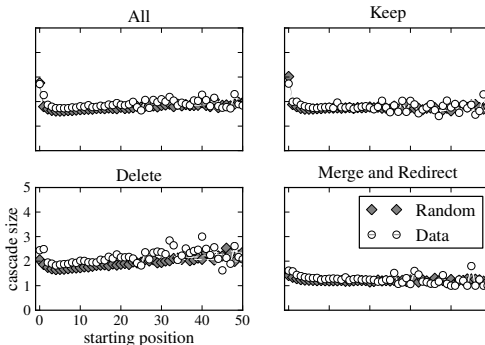 All
Keep
Delete
Merge and Redirect
5
4
3
2
1
0
cascade size
Random
Data
0
10
20
30
40
50
starting position